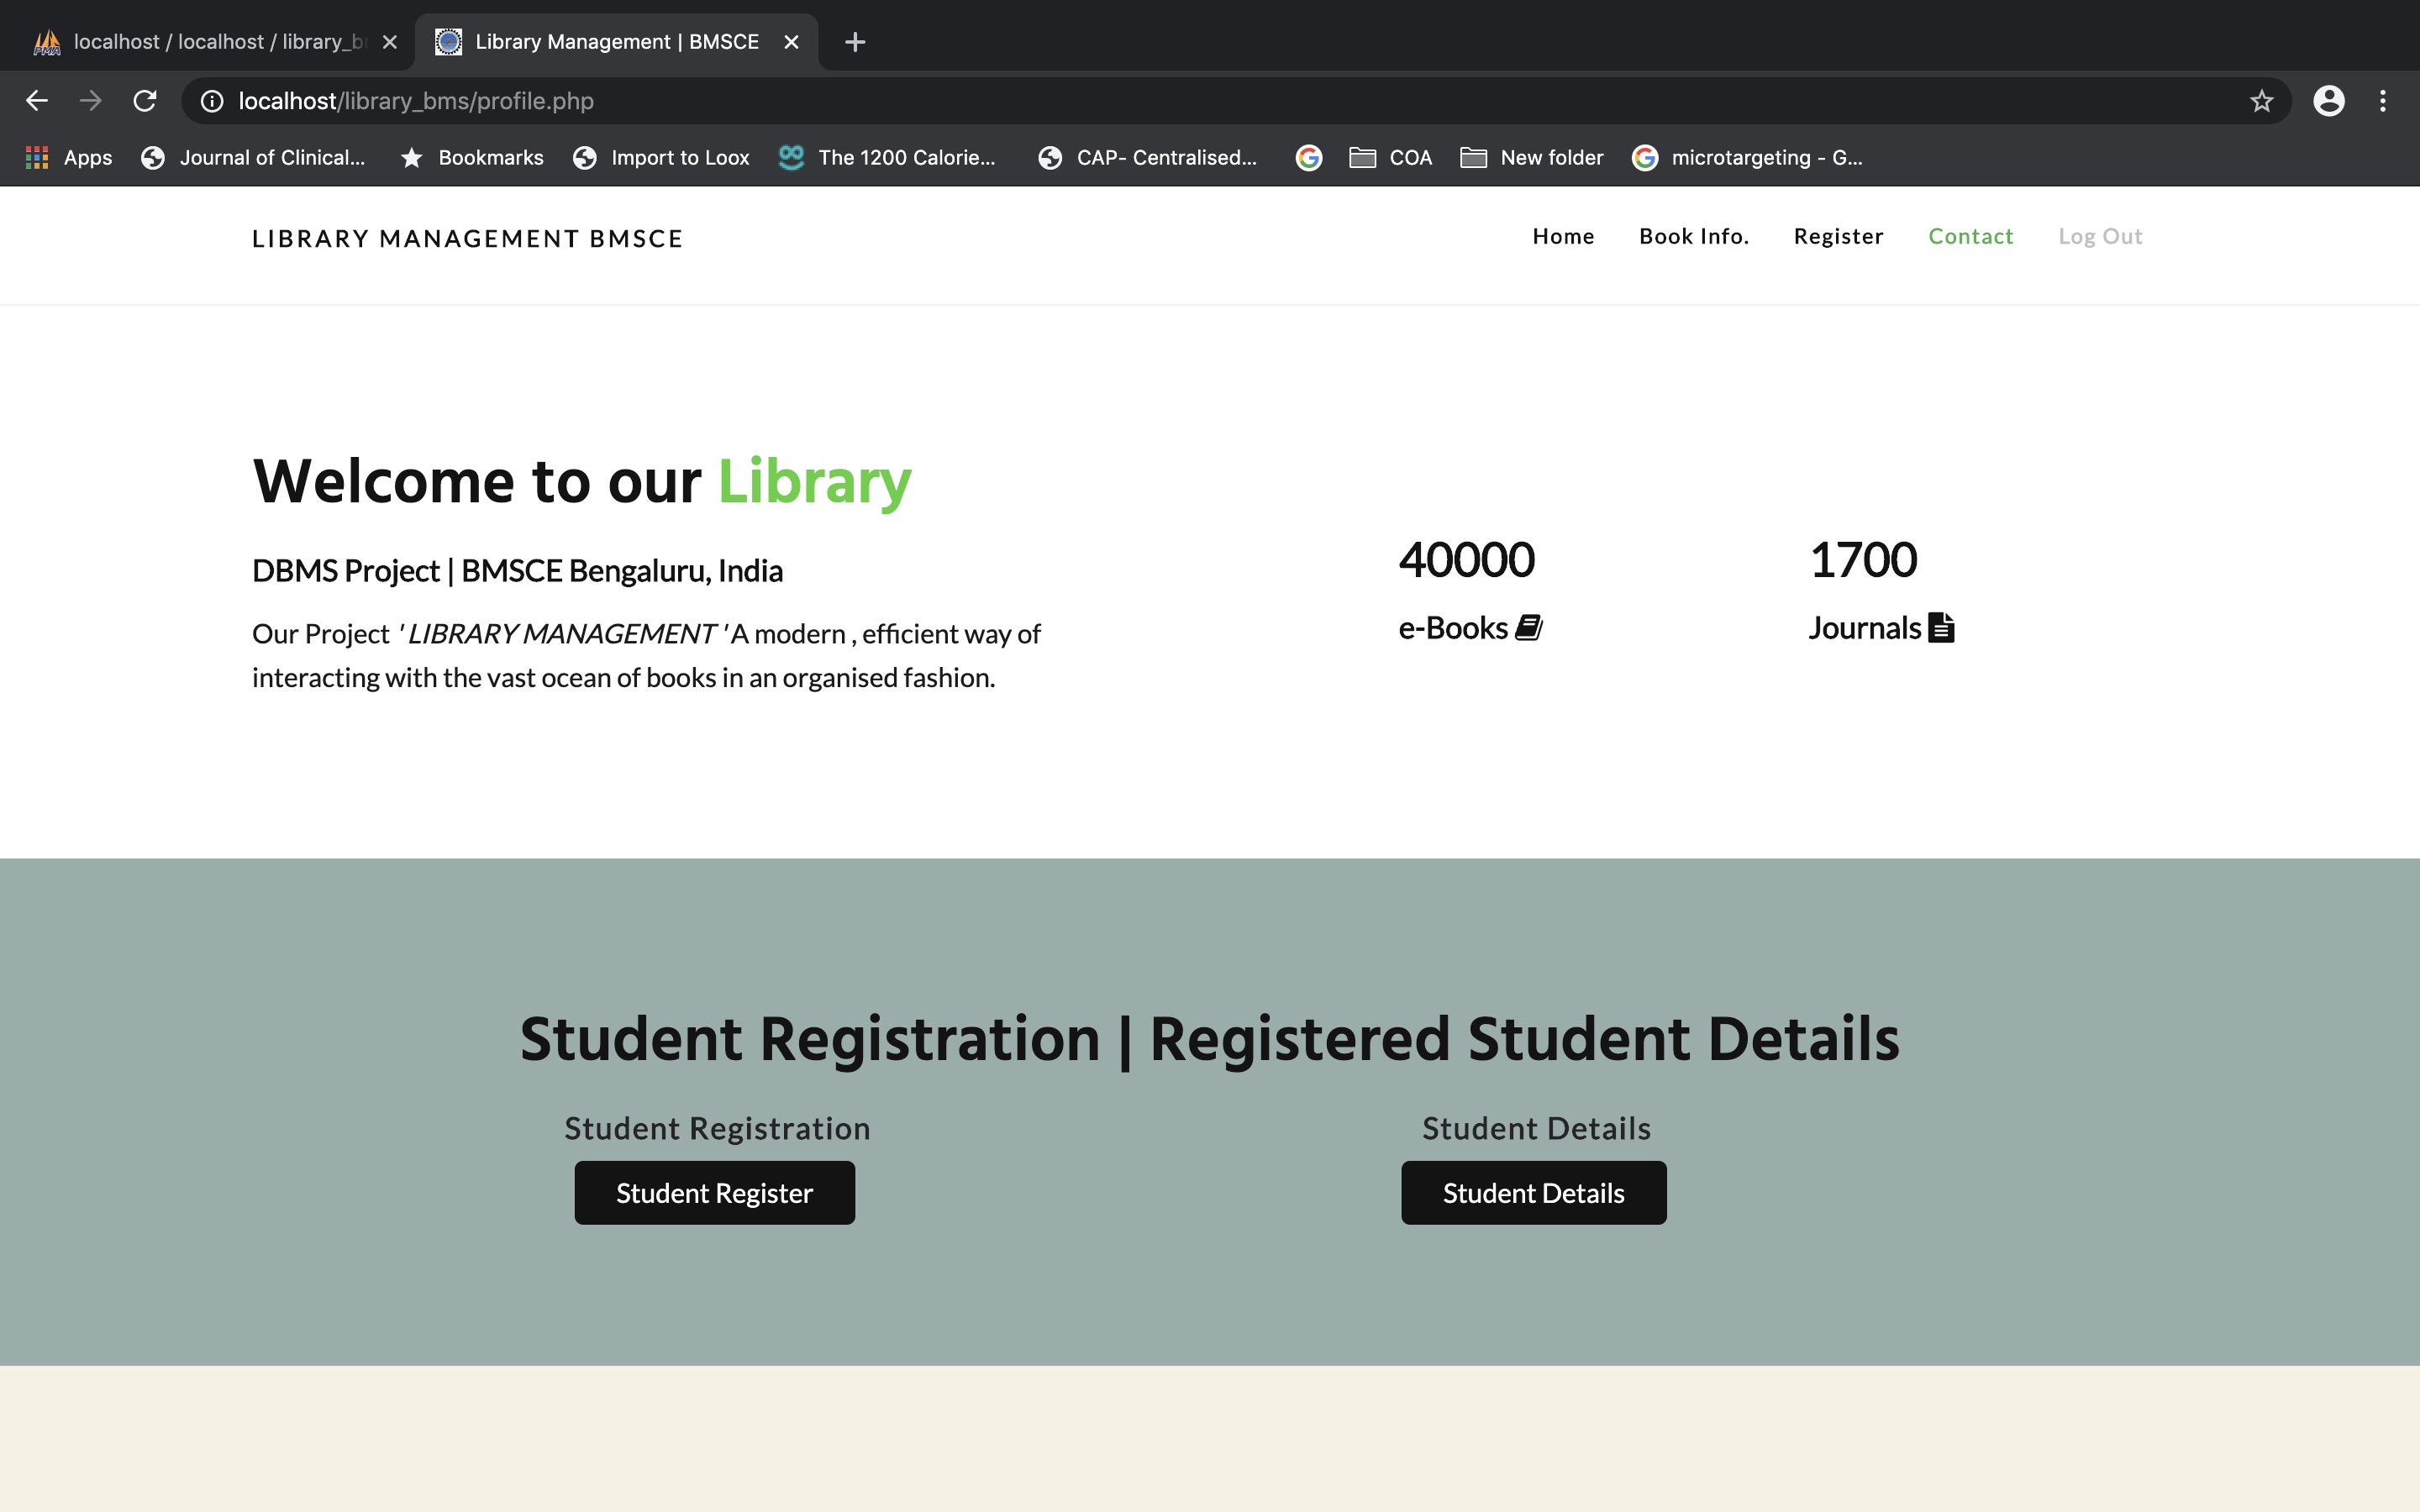 localhost / localhost / library_b
Library Management | BMSCE
localhost/library_bms/profile.php
Apps
Journal of Clinical...
Bookmarks
Import to Loox
The 1200 Calorie...
CAP- Centralised...
COA
New folder
microtargeting - G...
LIBRARY MANAGEMENT BMSCE
Home
Book Info.
Register
Contact
Log Out
Welcome to our Library
DBMS Project | BMSCE Bengaluru, India
Our Project ' LIBRARY MANAGEMENT ' A modern , efficient way of
interacting with the vast ocean of books in an organised fashion.
40000
e-Books
1700
Journals
Student Registration | Registered Student Details
Student Registration
Student Register
Student Details
Student Details